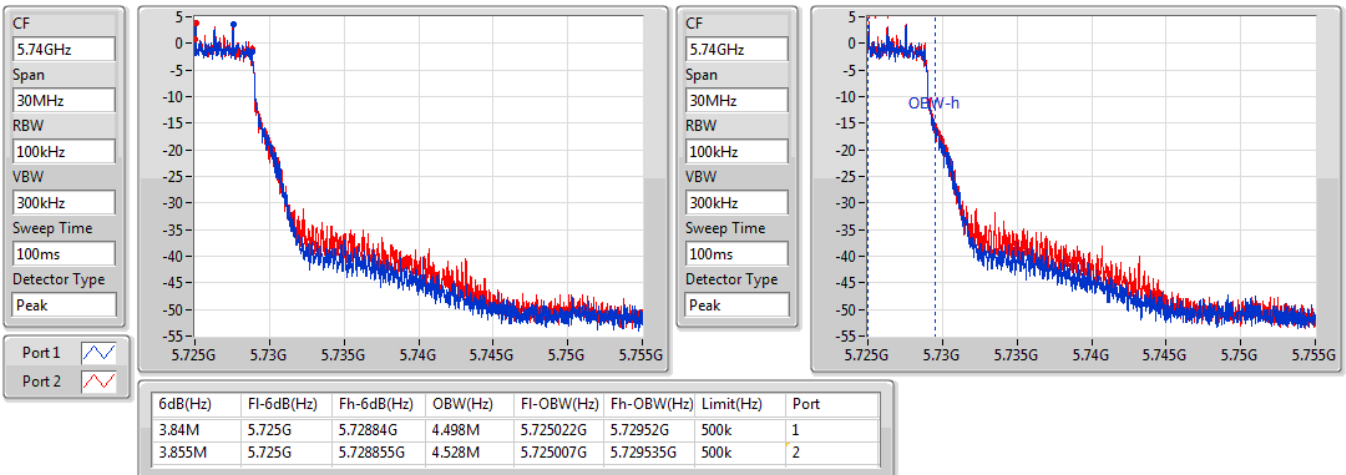 CF
5.74GHz
Span
30MHz
RBW
100kHz
VBW
300kHz
Sweep Time
100ms
Detector Type
Peak
5
0
-5
-10
-15
-20
-25
-30
-35
-40
-45
-50
-55
5.725G 5.73G 5.735G 5.74G 5.745G 5.75G 5.755G
CF
5.74GHz
Span
30MHz
RBW
100kHz
VBW
300kHz
Sweep Time
100ms
Detector Type
Peak
5
0
-5
-10
-15
-20
-25
-30
-35
-40
-45
-50
-55
OBW-h
5.725G 5.73G 5.735G 5.74G 5.745G 5.75G 5.755G
Port 1
Port 2
6dB(Hz) Fl-6dB(Hz) Fh-6dB(Hz) OBW(Hz) Fl-OBW(Hz) Fh-OBW(Hz) Limit(Hz) Port
3.84M 5.725G 5.72884G 4.498M 5.725022G 5.72952G 500k 1
3.855M 5.725G 5.728855G 4.528M 5.725007G 5.729535G 500k 2